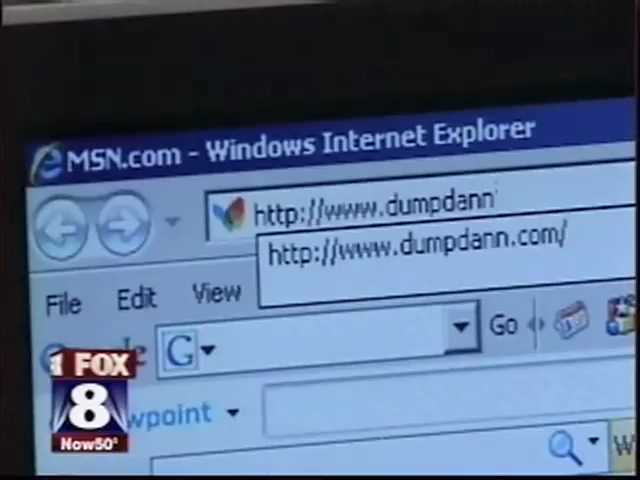 MSN.com - Windows Internet Explorer
http://www.dumpdann
http://www.dumpdann.com/
File Edit View
G Go
wpoint
FOX
8
Now50°
W